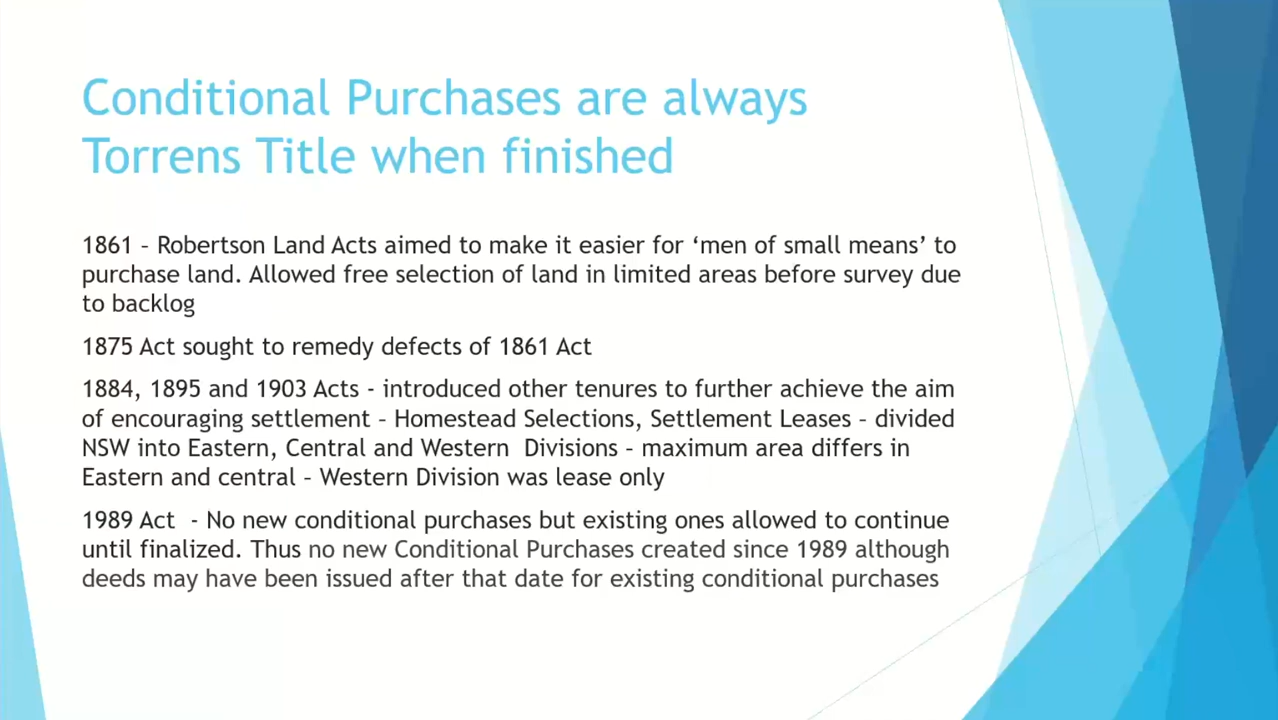 Conditional Purchases are always
Torrens Title when finished
1861 – Robertson Land Acts aimed to make it easier for ‘men of small means’ to
purchase land. Allowed free selection of land in limited areas before survey due
to backlog
1875 Act sought to remedy defects of 1861 Act
1884, 1895 and 1903 Acts - introduced other tenures to further achieve the aim
of encouraging settlement – Homestead Selections, Settlement Leases – divided
NSW into Eastern, Central and Western  Divisions – maximum area differs in
Eastern and central – Western Division was lease only
1989 Act  - No new conditional purchases but existing ones allowed to continue
until finalized. Thus no new Conditional Purchases created since 1989 although
deeds may have been issued after that date for existing conditional purchases